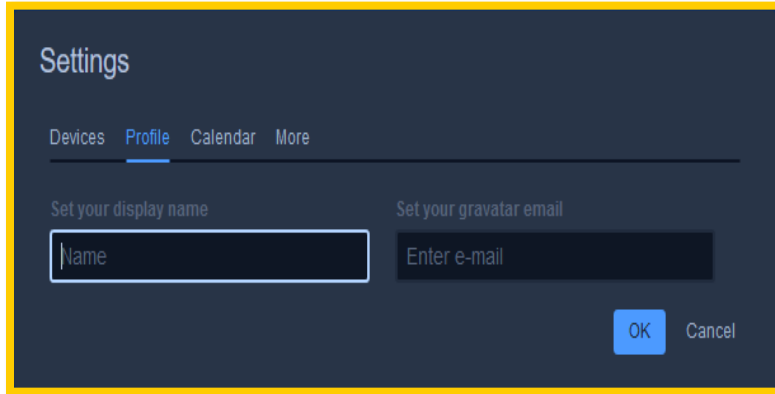 Settings
Devices Profile Calendar More
Set your display name Set your gravatar email
Name Enter e-mail
OK Cancel